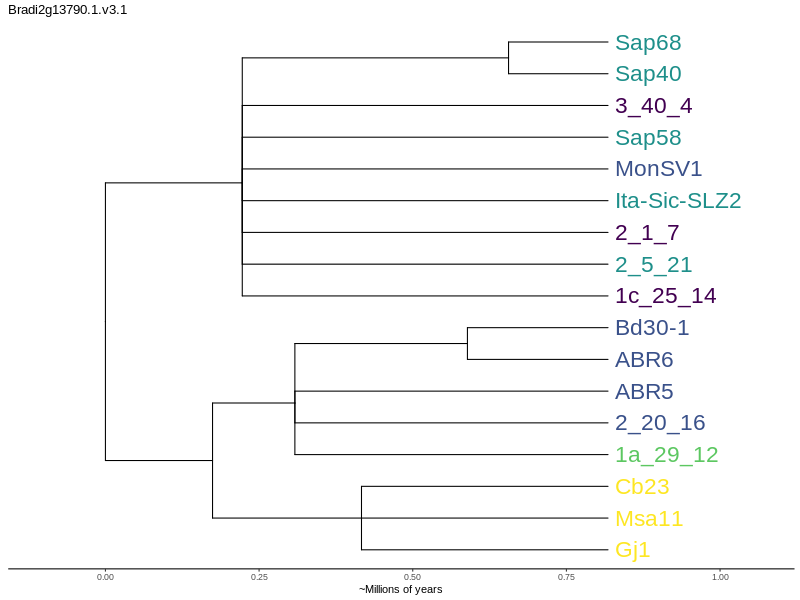 Bradi2g13790.1.v3.1
Sap68
Sap40
3_40_4
Sap58
MonSV1
Ita-Sic-SLZ2
2_1_7
2_5_21
1c_25_14
Bd30-1
ABR6
ABR5
2_20_16
1a_29_12
Cb23
Msa11
Gj1
0.00 0.25 0.50 0.75 1.00
~Millions of years